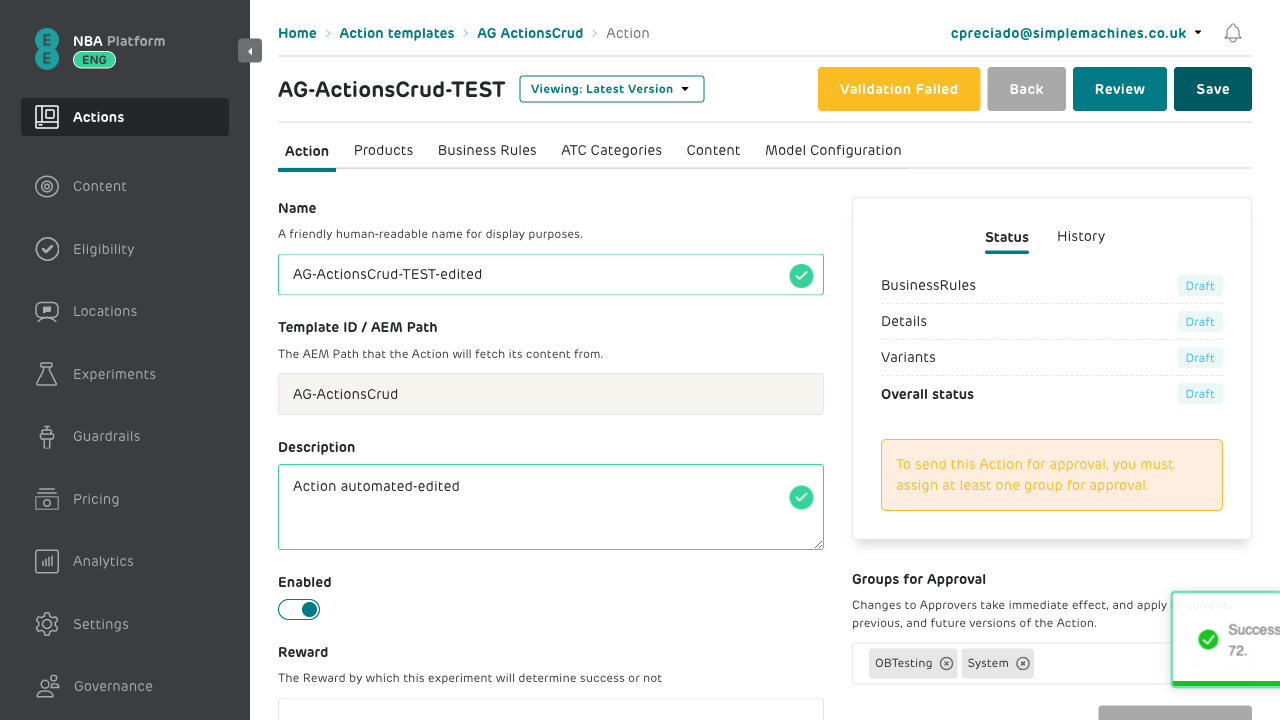 EE
NBA Platform
ENG
Actions
Content
Eligibility
Locations
Experiments
Guardrails
Pricing
Analytics
Settings
Governance
Home > Action templates > AG ActionsCrud > Action
cpreciado@simplemachines.co.uk
AG-ActionsCrud-TEST
Viewing: Latest Version
Validation Failed
Back
Review
Save
Action
Products
Business Rules
ATC Categories
Content
Model Configuration
Name
A friendly human-readable name for display purposes.
AG-ActionsCrud-TEST-edited
Template ID / AEM Path
The AEM Path that the Action will fetch its content from.
AG-ActionsCrud
Description
Action automated-edited
Enabled
Reward
The Reward by which this experiment will determine success or not
Status
History
BusinessRules Draft
Details Draft
Variants Draft
Overall status Draft
To send this Action for approval, you must
assign at least one group for approval.
Groups for Approval
Changes to Approvers take immediate effect, and apply to current,
previous, and future versions of the Action.
OBTesting
System
Success
72.